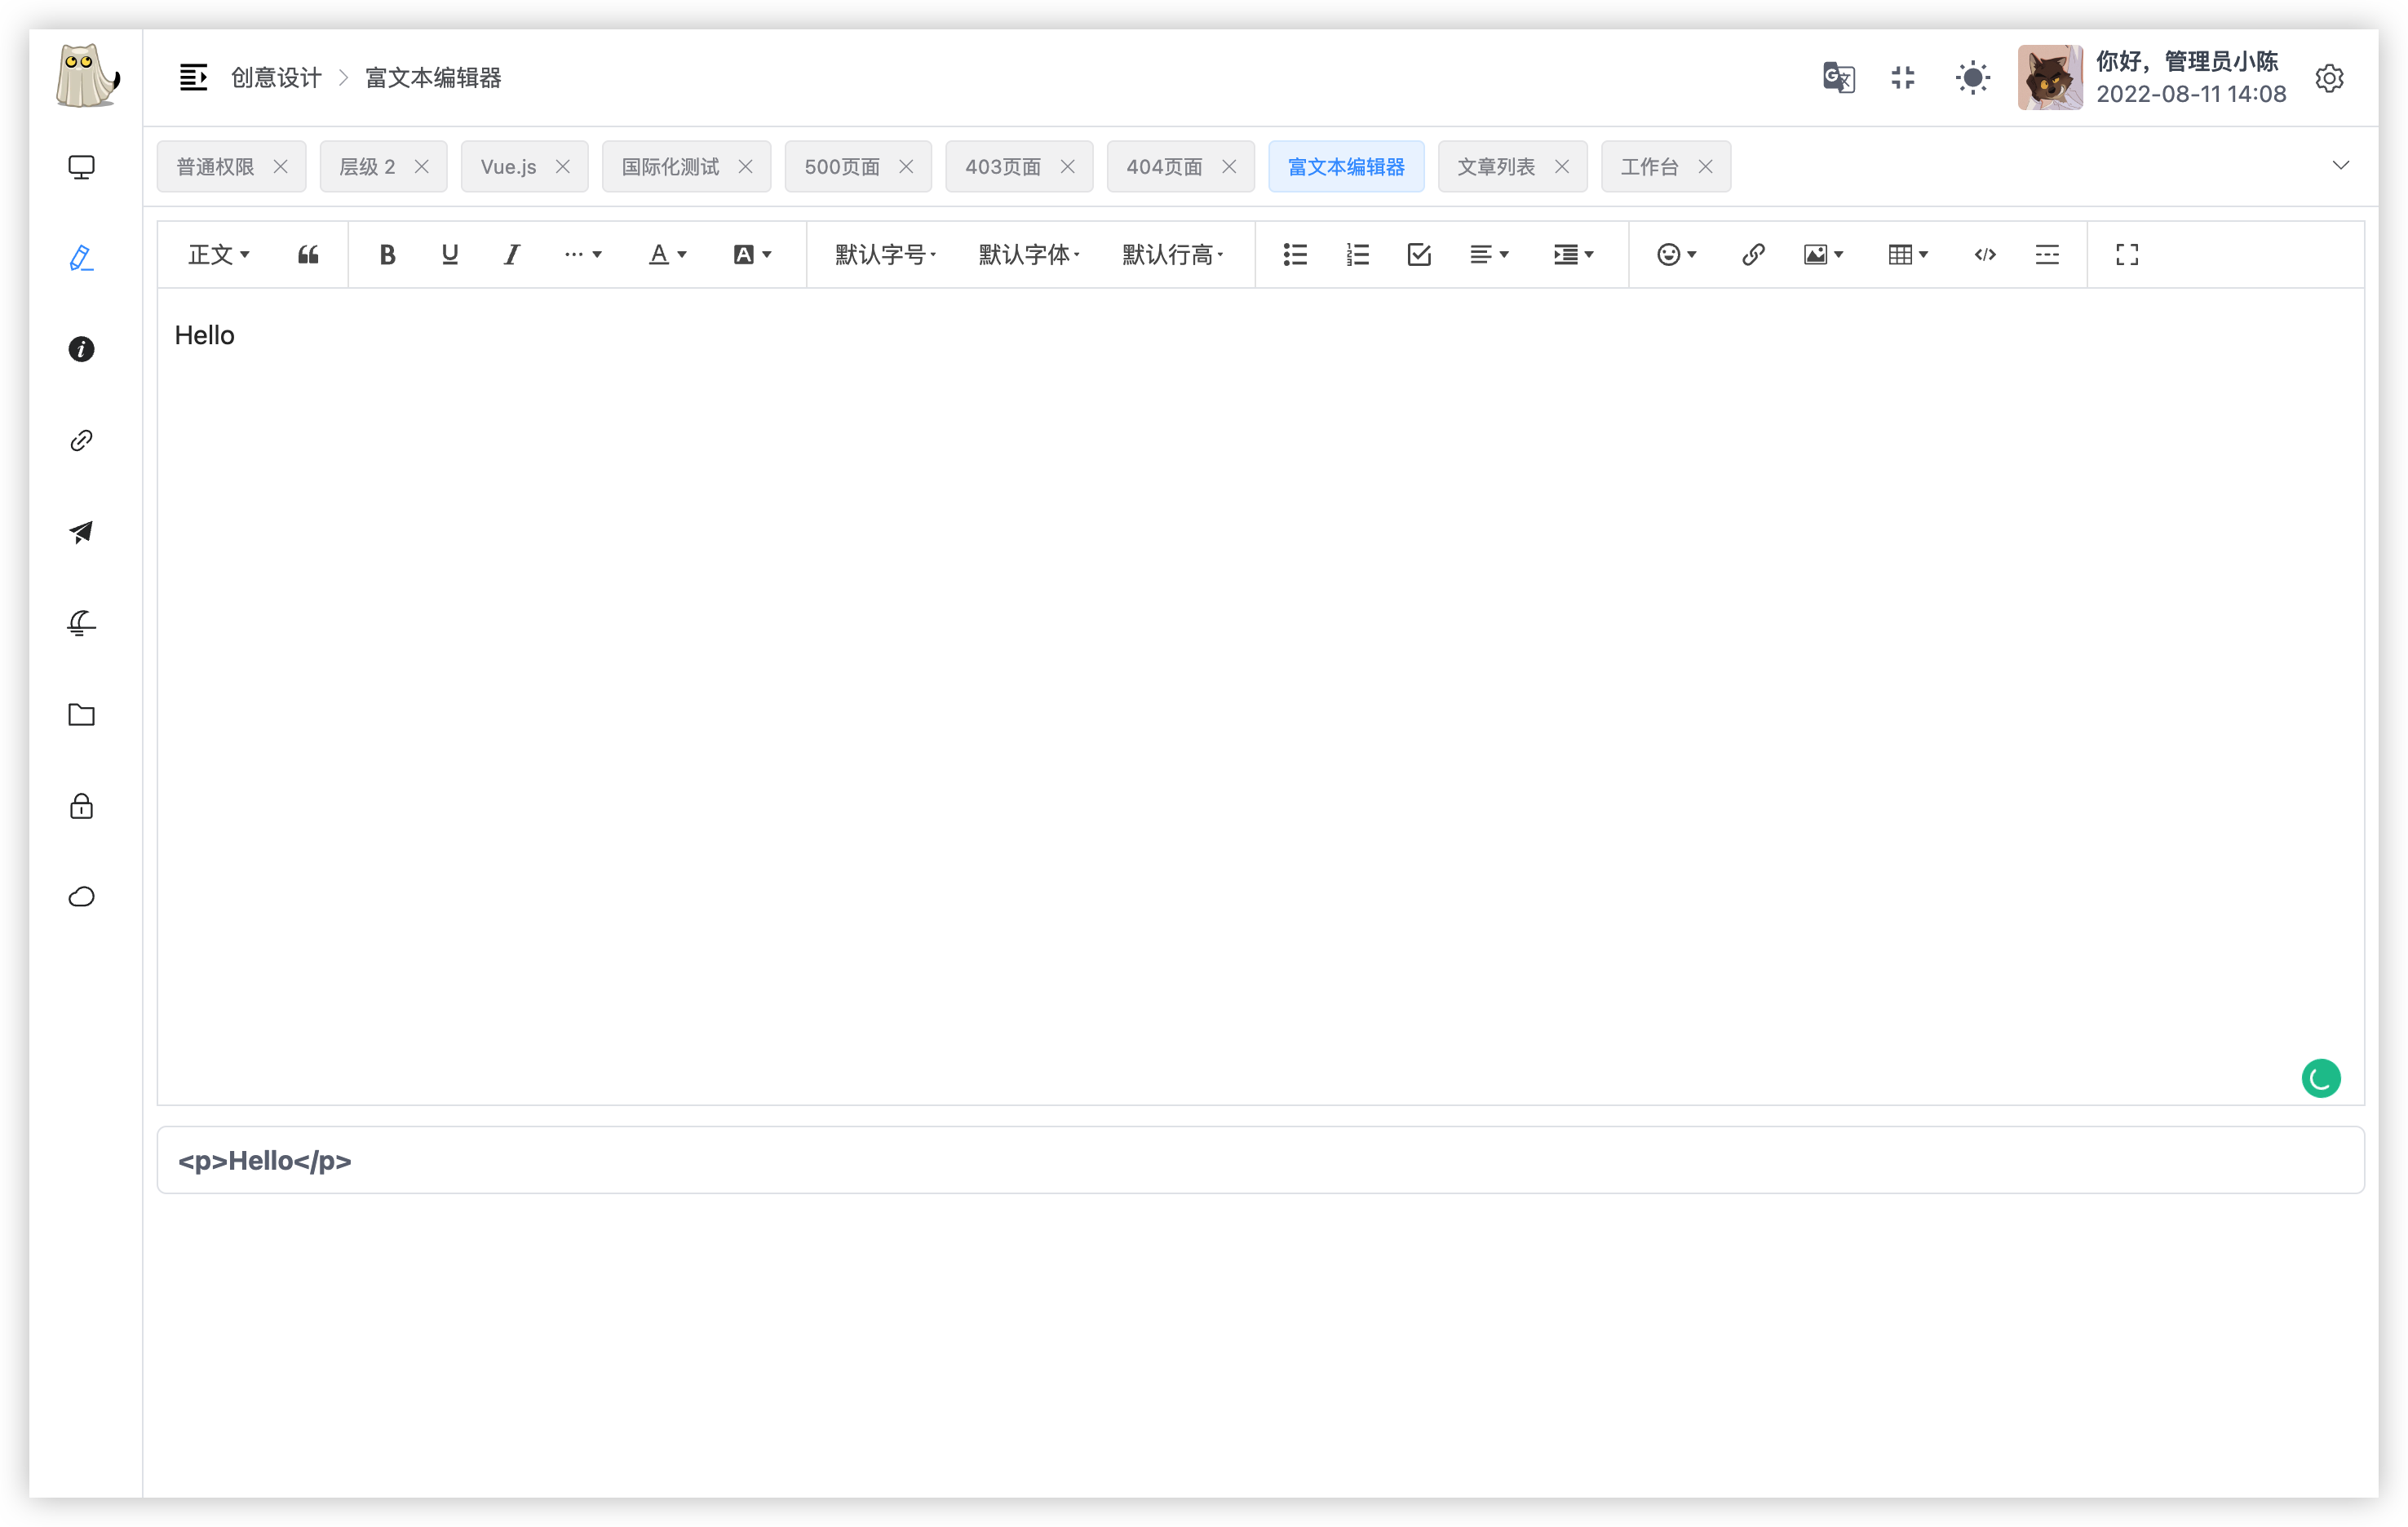 创意设计 > 富文本编辑器
你好，管理员小陈
2022-08-11 14:08
普通权限 层级 2 Vue.js 国际化测试 500页面 403页面 404页面 富文本编辑器 文章列表 工作台
正文 B U I A A 默认字号 默认字体 默认行高
Hello
<p>Hello</p>